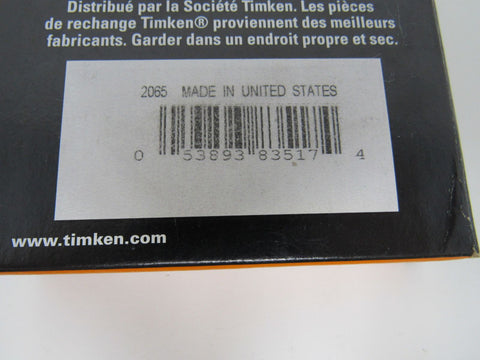 Distribué par la Société Timken. Les pièces
de rechange Timken® proviennent des meilleurs
fabricants. Garder dans un endroit propre et sec.
2065 MADE IN UNITED STATES
0 53893 83517 4
www.timken.com